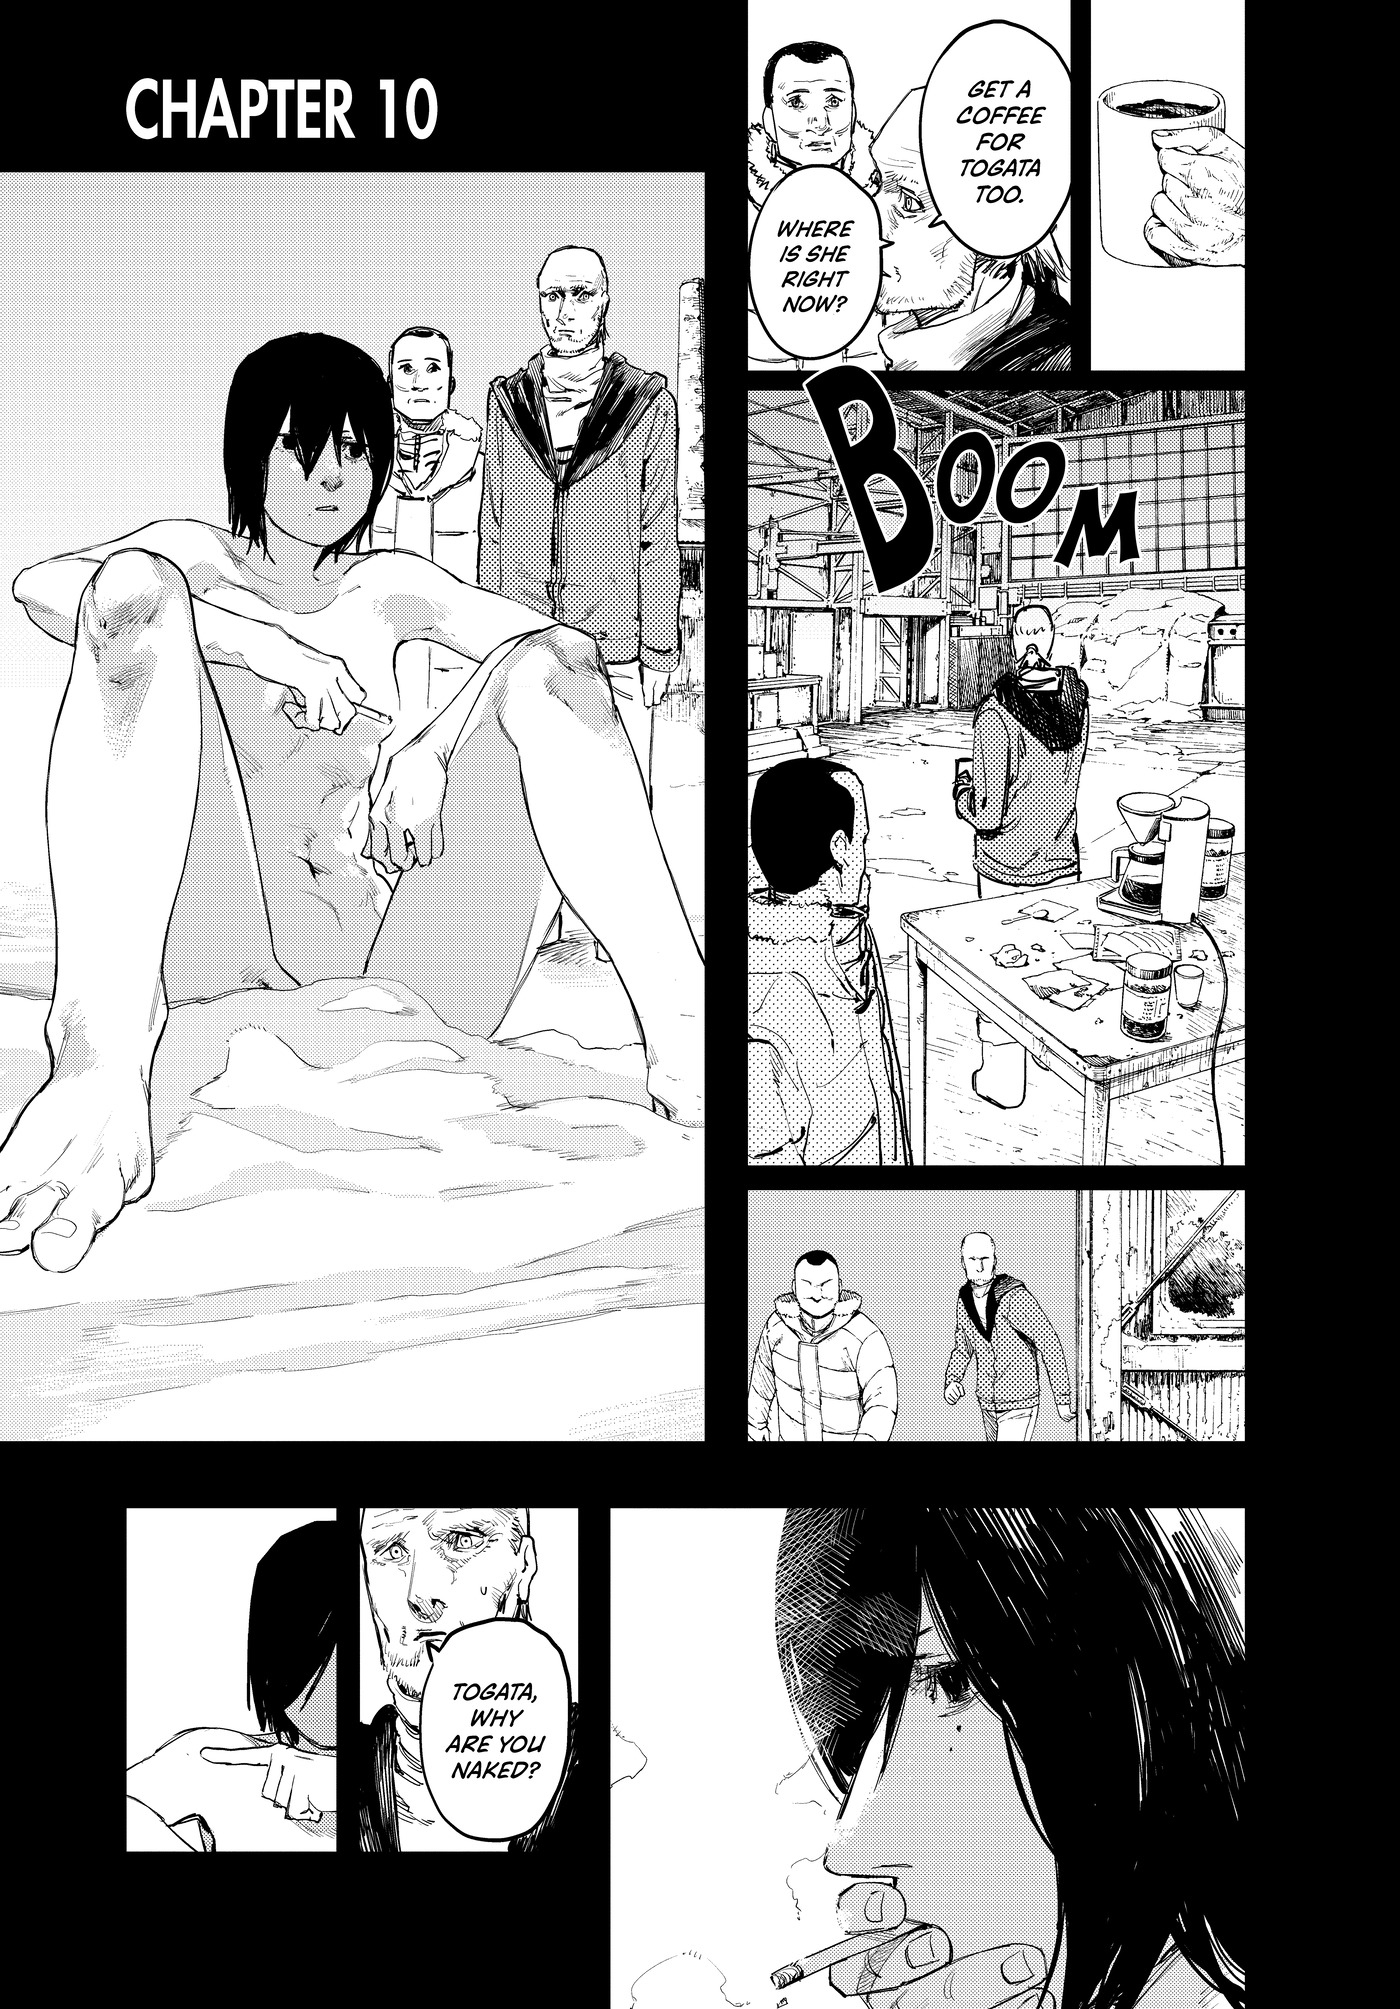 CHAPTER 10
GET A
COFFEE
FOR
TOGATA
TOO.
WHERE
IS SHE
RIGHT
NOW?
BOOM
TOGATA,
WHY
ARE YOU
NAKED?